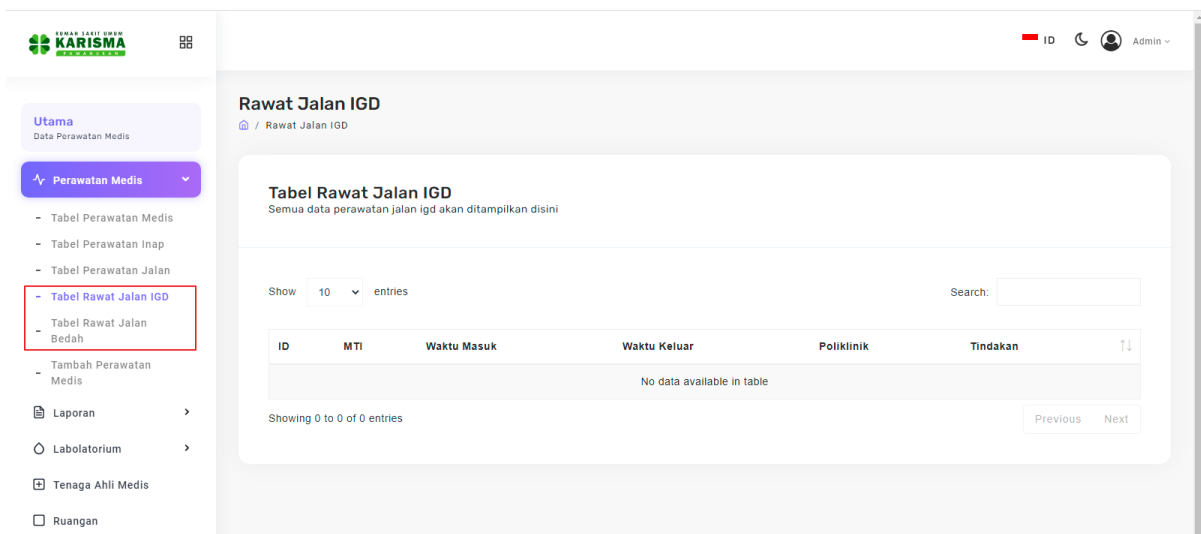 RUMAH SAKIT UMUM
KARISMA
ID
Admin
Utama
Data Perawatan Medis
Perawatan Medis
- Tabel Perawatan Medis
- Tabel Perawatan Inap
- Tabel Perawatan Jalan
- Tabel Rawat Jalan IGD
- Tabel Rawat Jalan
Bedah
- Tambah Perawatan
Medis
Laporan
Labolatorium
Tenaga Ahli Medis
Ruangan
Rawat Jalan IGD
/ Rawat Jalan IGD
Tabel Rawat Jalan IGD
Semua data perawatan jalan igd akan ditampilkan disini
Show 10 entries
Search:
ID MTI Waktu Masuk Waktu Keluar Poliklinik Tindakan
No data available in table
Showing 0 to 0 of 0 entries
Previous Next